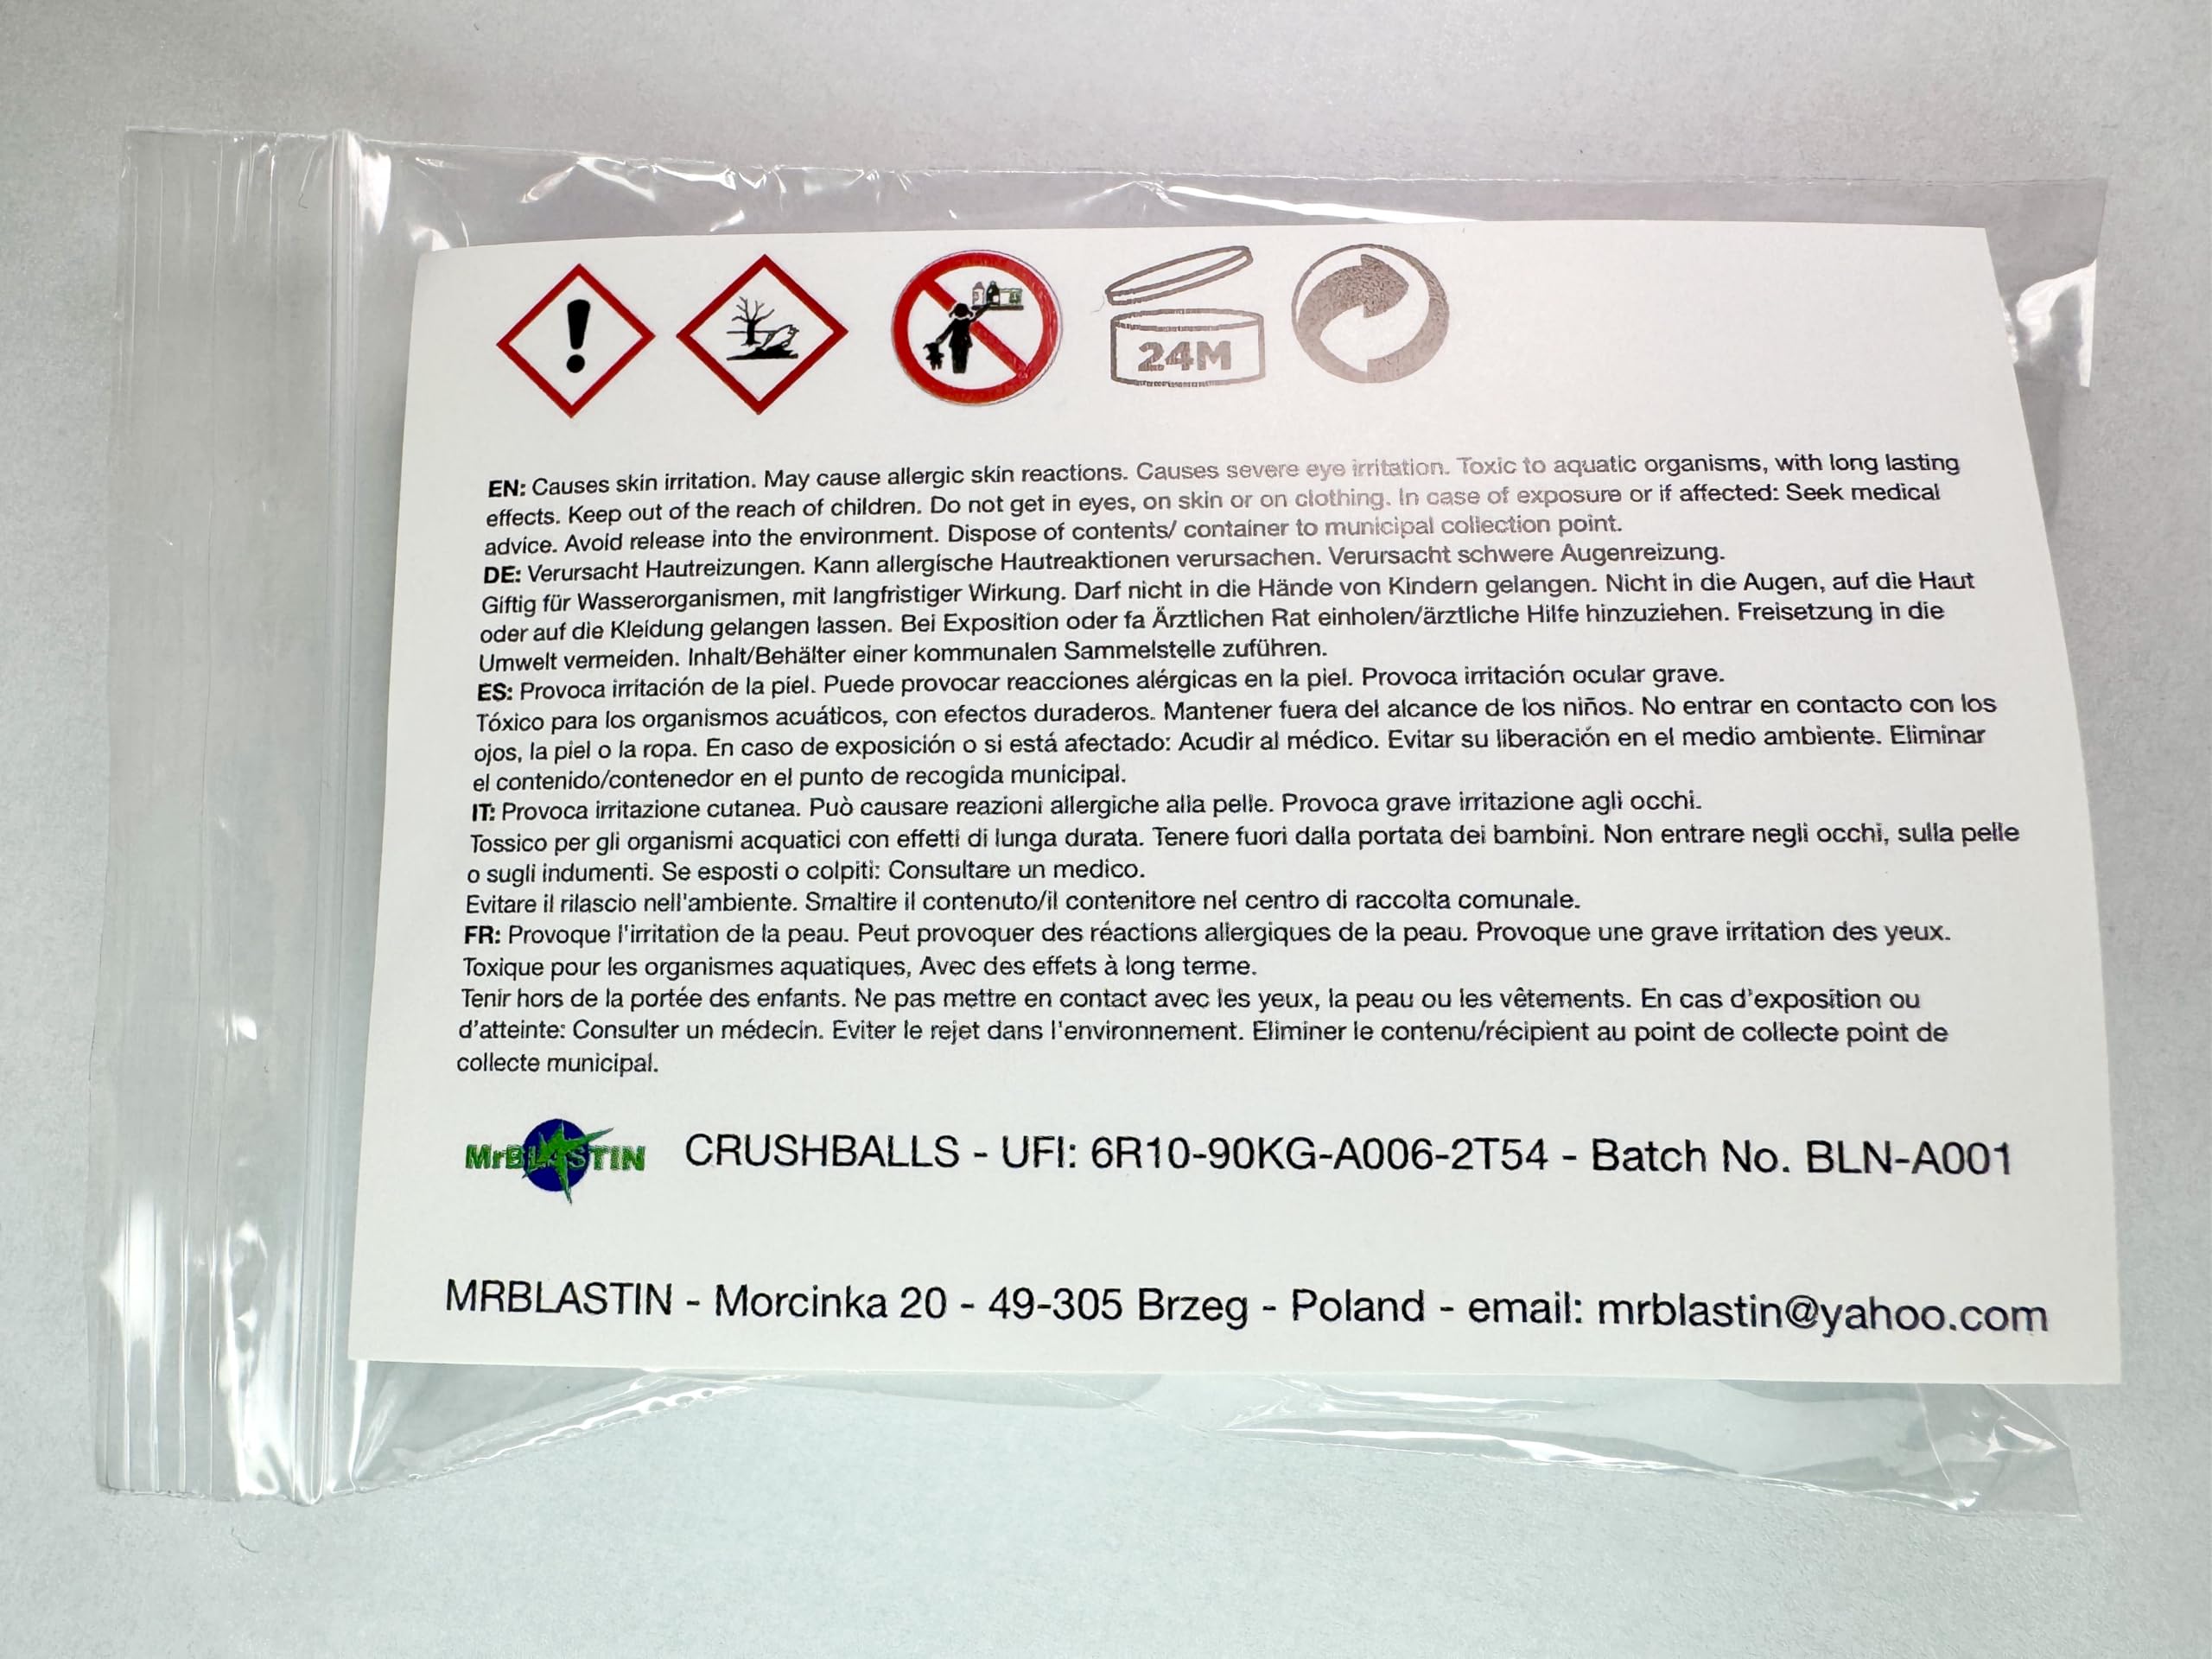 24M
EN: Causes skin irritation. May cause allergic skin reactions. Causes severe eye irritation. Toxic to aquatic organisms, with long lasting
effects. Keep out of the reach of children. Do not get in eyes, on skin or on clothing. In case of exposure or if affected: Seek medical
advice. Avoid release into the environment. Dispose of contents/ container to municipal collection point.
DE: Verursacht Hautreizungen. Kann allergische Hautreaktionen verursachen. Verursacht schwere Augenreizung.
Giftig für Wasserorganismen, mit langfristiger Wirkung. Darf nicht in die Hände von Kindern gelangen. Nicht in die Augen, auf die Haut
oder auf die Kleidung gelangen lassen. Bei Exposition oder fa Ärztlichen Rat einholen/ärztliche Hilfe hinzuziehen. Freisetzung in die
Umwelt vermeiden. Inhalt/Behälter einer kommunalen Sammelstelle zuführen.
ES: Provoca irritación de la piel. Puede provocar reacciones alérgicas en la piel. Provoca irritación ocular grave.
Tóxico para los organismos acuáticos, con efectos duraderos. Mantener fuera del alcance de los niños. No entrar en contacto con los
ojos, la piel o la ropa. En caso de exposición o si está afectado: Acudir al médico. Evitar su liberación en el medio ambiente. Eliminar
el contenido/contenedor en el punto de recogida municipal.
IT: Provoca irritazione cutanea. Può causare reazioni allergiche alla pelle. Provoca grave irritazione agli occhi.
Tossico per gli organismi acquatici con effetti di lunga durata. Tenere fuori dalla portata dei bambini. Non entrare negli occhi, sulla pelle
o sugli indumenti. Se esposti o colpiti: Consultare un medico.
Evitare il rilascio nell'ambiente. Smaltire il contenuto/il contenitore nel centro di raccolta comunale.
FR: Provoque l'irritation de la peau. Peut provoquer des réactions allergiques de la peau. Provoque une grave irritation des yeux.
Toxique pour les organismes aquatiques, Avec des effets à long terme.
Tenir hors de la portée des enfants. Ne pas mettre en contact avec les yeux, la peau ou les vêtements. En cas d'exposition ou
d'atteinte: Consulter un médecin. Eviter le rejet dans l'environnement. Eliminer le contenu/récipient au point de collecte point de
collecte municipal.
MrBLASTIN CRUSHBALLS - UFI: 6R10-90KG-A006-2T54 - Batch No. BLN-A001
MRBLASTIN - Morcinka 20 - 49-305 Brzeg - Poland - email: mrblastin@yahoo.com